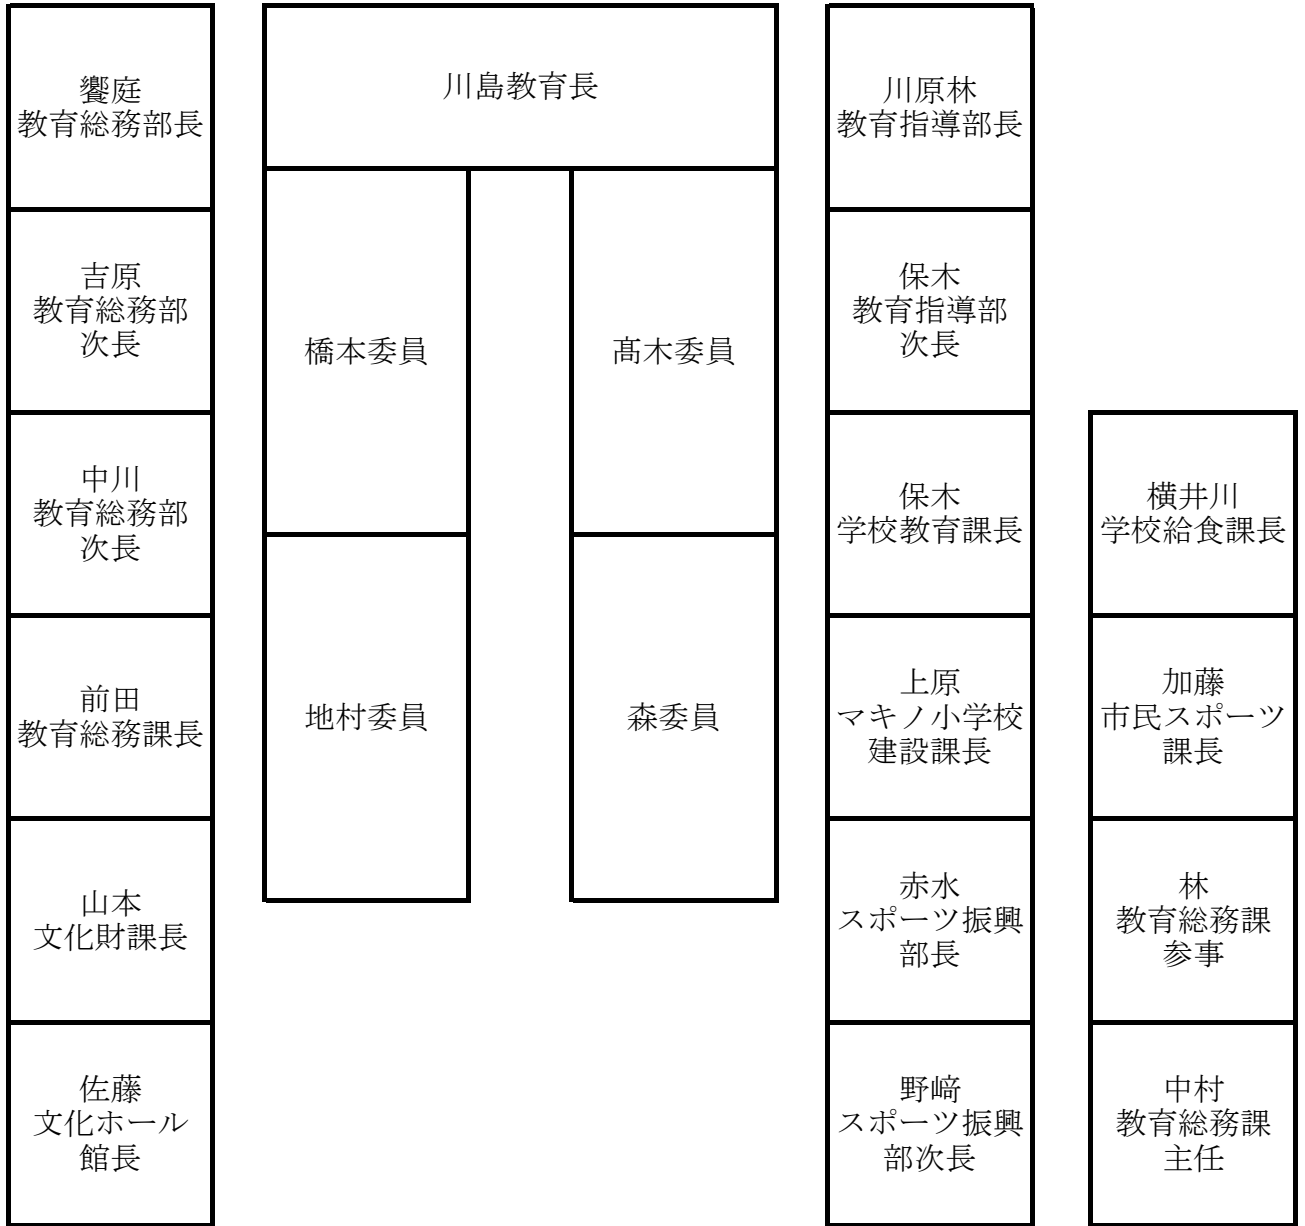 饗庭
教育総務部長
吉原
教育総務部
次長
中川
教育総務部
次長
前田
教育総務課長
山本
文化財課長
佐藤
文化ホール
館長
川島教育長
橋本委員
髙木委員
地村委員
森委員
川原林
教育指導部長
保木
教育指導部
次長
保木
学校教育課長
上原
マキノ小学校
建設課長
赤水
スポーツ振興
部長
野﨑
スポーツ振興
部次長
横井川
学校給食課長
加藤
市民スポーツ
課長
林
教育総務課
参事
中村
教育総務課
主任